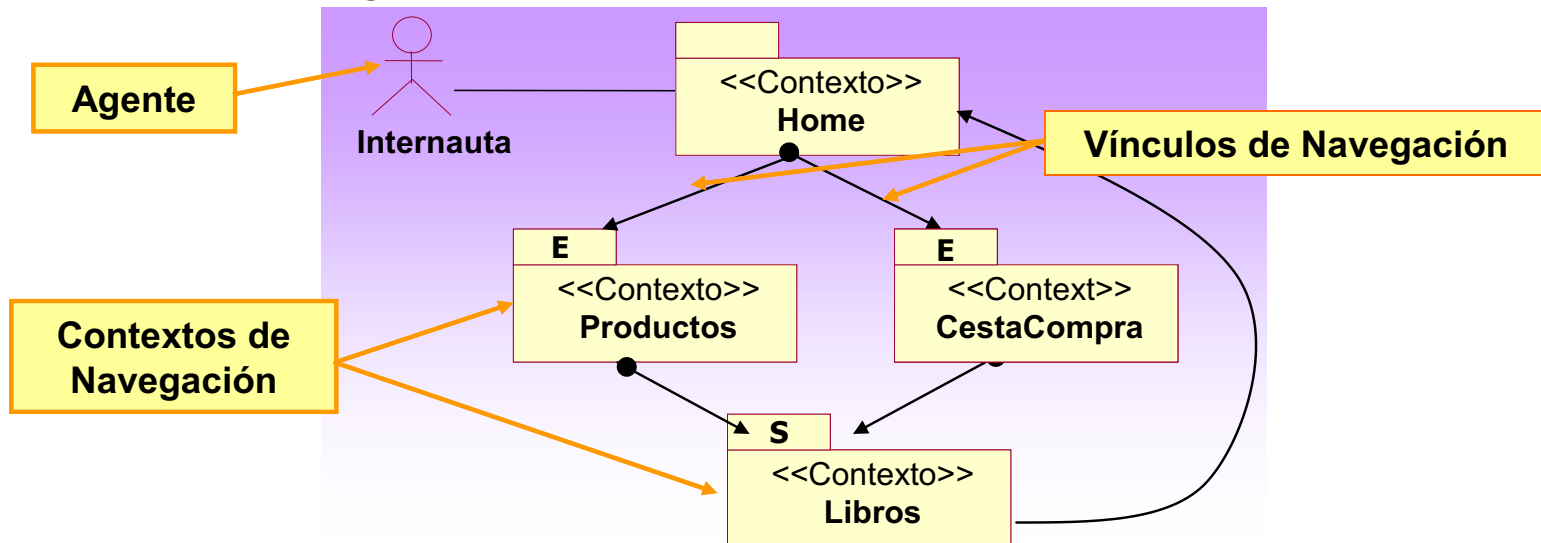 Agente
Internauta
<<Contexto>>
Home
Vínculos de Navegación
E
<<Contexto>>
Productos
E
<<Context>>
CestaCompra
Contextos de
Navegación
S
<<Contexto>>
Libros